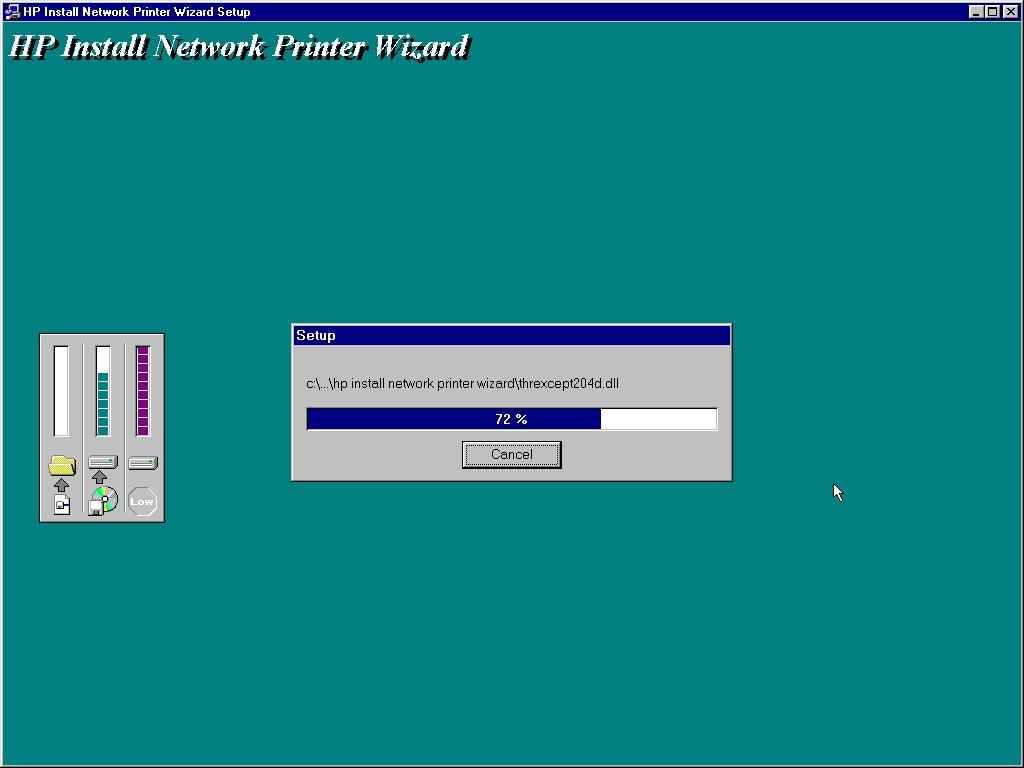 HP Install Network Printer Wizard Setup
HP Install Network Printer Wizard
Setup
c:\...\hp install network printer wizard\threxcept204d.dll
72 %
Cancel
Low